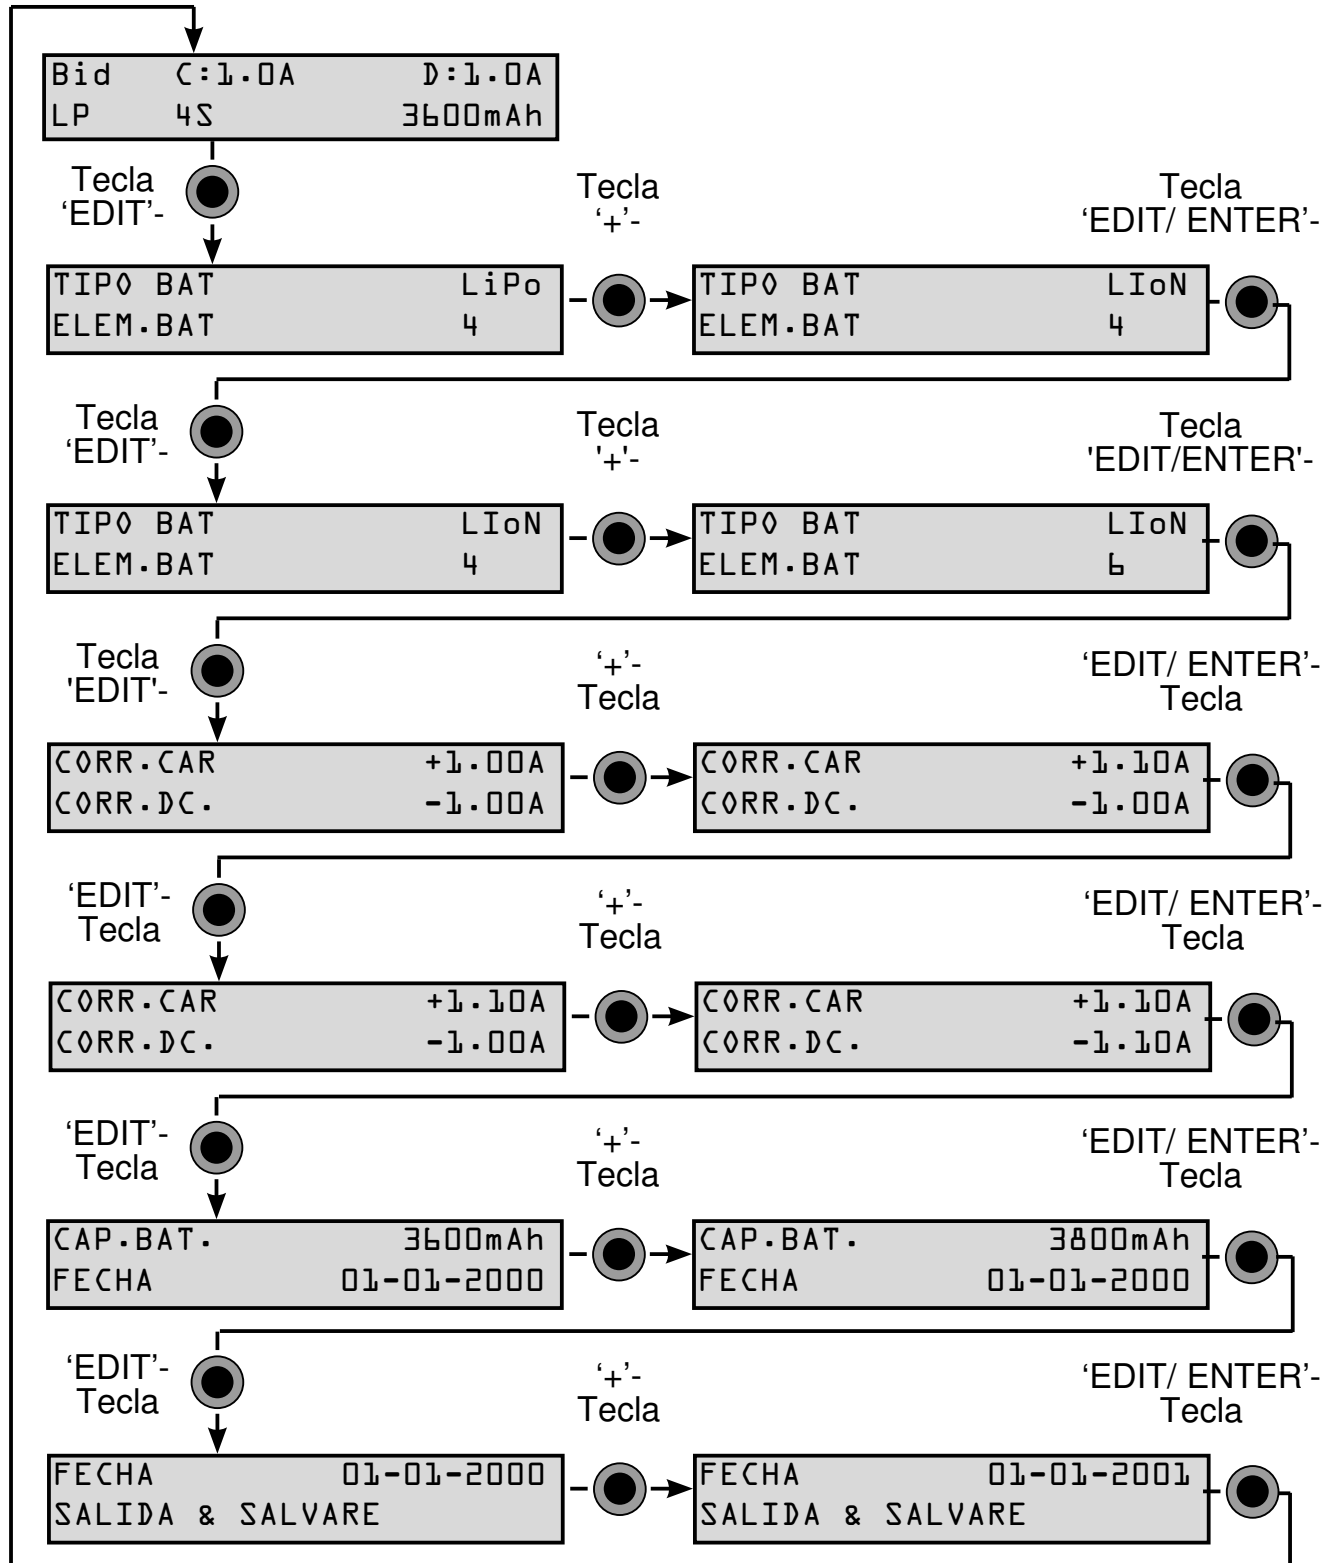 Bid C:1.0A D:1.0A
LP 4S 3600mAh
Tecla
‘EDIT’-
Tecla
‘+’-
Tecla
‘EDIT/ ENTER’-
TIPO BAT LiPo
ELEM.BAT 4
TIPO BAT LIoN
ELEM.BAT 4
Tecla
‘EDIT’-
Tecla
'+'-
Tecla
'EDIT/ENTER'-
TIPO BAT LIoN
ELEM.BAT 4
TIPO BAT LIoN
ELEM.BAT 6
Tecla
'EDIT'-
‘+’-
Tecla
‘EDIT/ ENTER’-
Tecla
CORR.CAR +1.00A
CORR.DC. -1.00A
CORR.CAR +1.10A
CORR.DC. -1.00A
‘EDIT’-
Tecla
‘+’-
Tecla
‘EDIT/ ENTER’-
Tecla
CORR.CAR +1.10A
CORR.DC. -1.00A
CORR.CAR +1.10A
CORR.DC. -1.10A
‘EDIT’-
Tecla
‘+’-
Tecla
‘EDIT/ ENTER’-
Tecla
CAP.BAT. 3600mAh
FECHA 01-01-2000
CAP.BAT. 3800mAh
FECHA 01-01-2000
‘EDIT’-
Tecla
‘+’-
Tecla
‘EDIT/ ENTER’-
Tecla
FECHA 01-01-2000
SALIDA & SALVARE
FECHA 01-01-2001
SALIDA & SALVARE